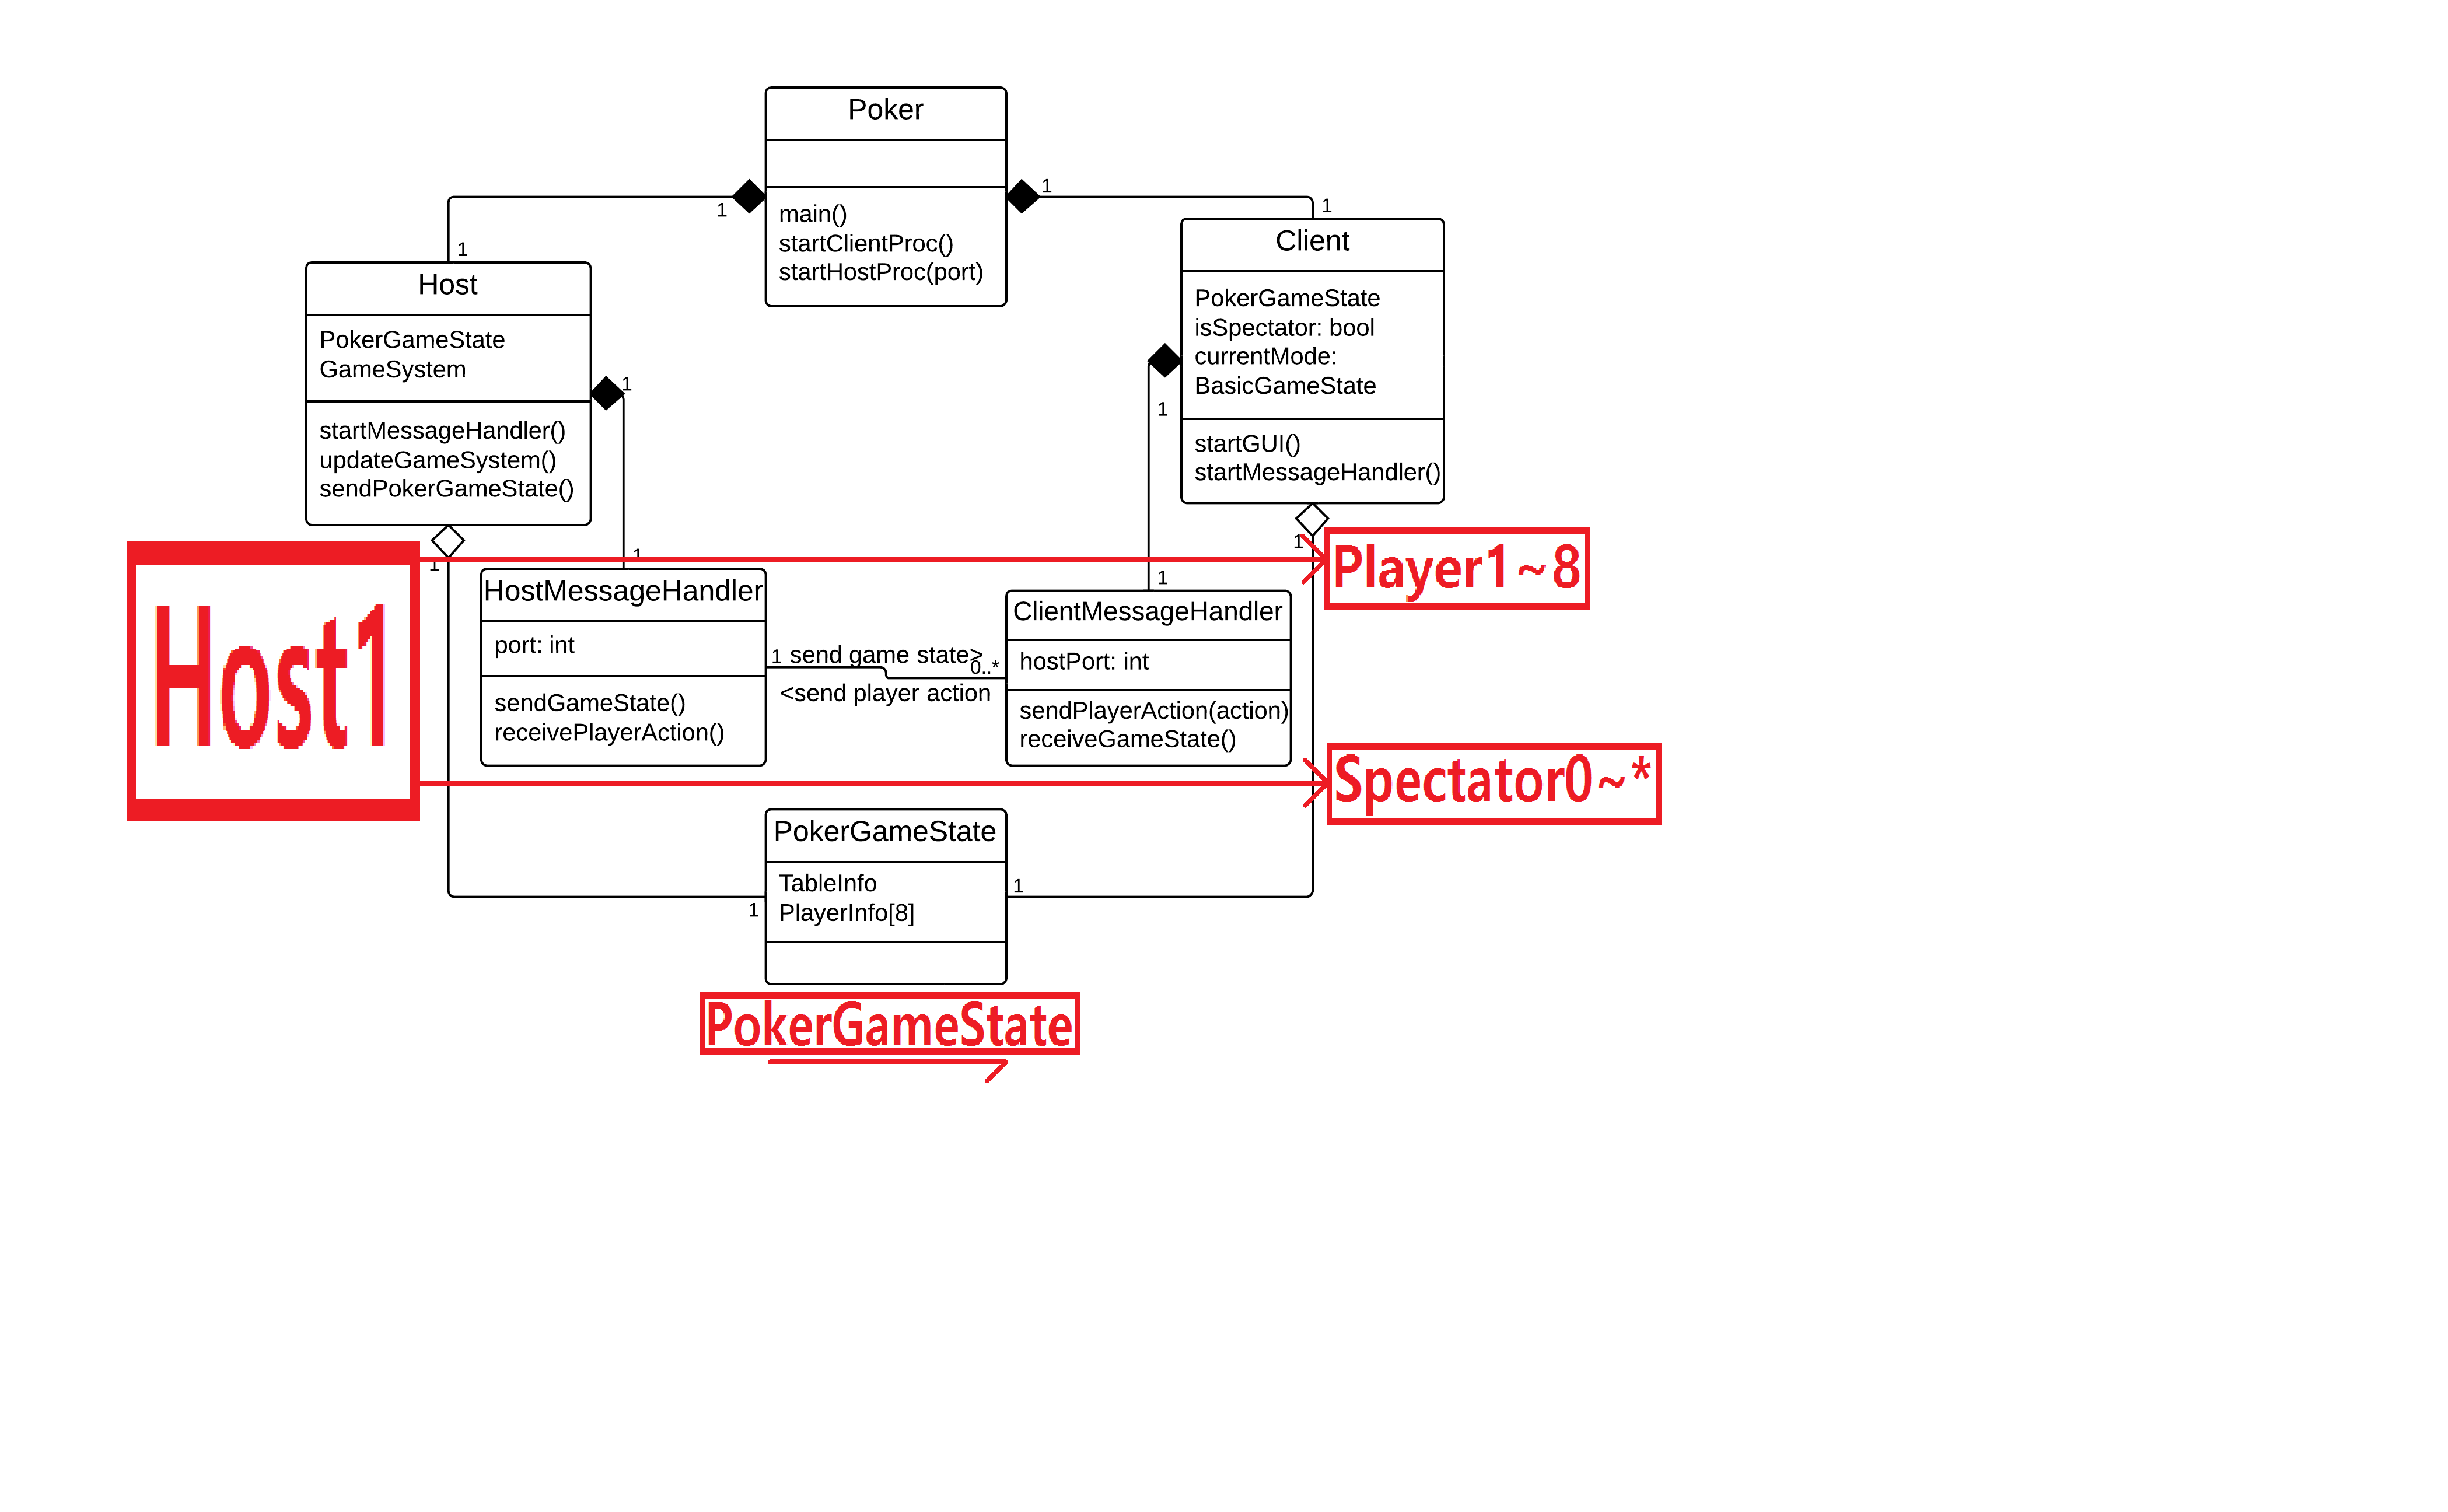 Poker
main()
startClientProc()
startHostProc(port)
1
1
1
1
Host
PokerGameState
GameSystem
startMessageHandler()
updateGameSystem()
sendPokerGameState()
Client
PokerGameState
isSpectator: bool
currentMode:
BasicGameState
startGUI()
startMessageHandler()
1
1
1
1
1
1
Host1
Player1~8
HostMessageHandler
port: int
sendGameState()
receivePlayerAction()
1 send game state>
0..*
<send player action
ClientMessageHandler
hostPort: int
sendPlayerAction(action)
receiveGameState()
Spectator0~*
PokerGameState
TableInfo
PlayerInfo[8]
1
1
PokerGameState